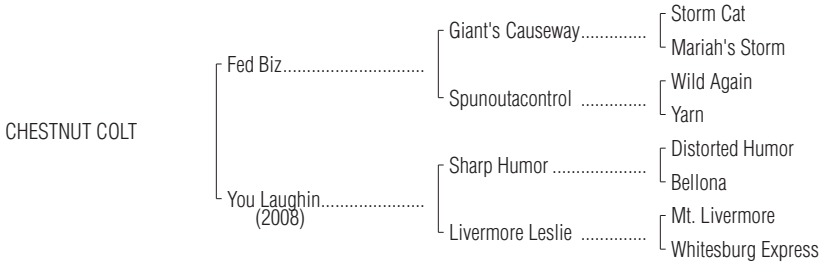 Storm Cat
Giant's Causeway..............
Mariah's Storm
Fed Biz.............................
Wild Again
Spunoutacontrol ..............
Yarn
CHESTNUT COLT
Distorted Humor
Sharp Humor ....................
Bellona
You Laughin.....................
(2008)
Mt. Livermore
Livermore Leslie ..............
Whitesburg Express